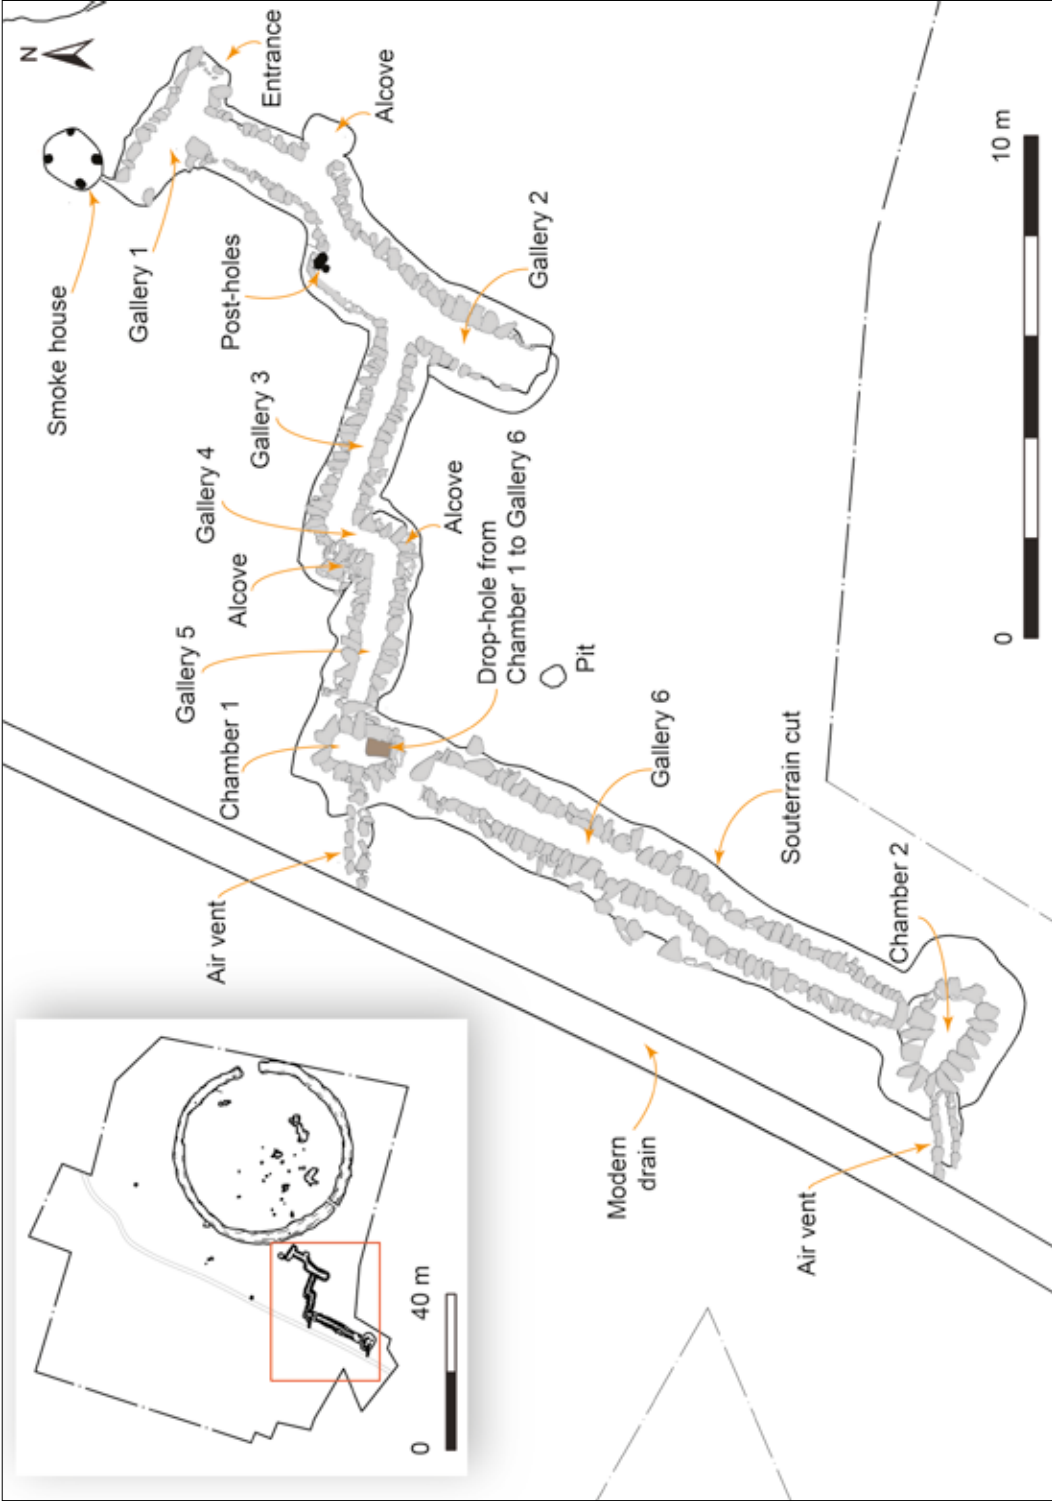 N
Smoke house
Gallery 1
Entrance
Alcove
Post-holes
Gallery 2
Gallery 3
Gallery 4
Alcove
Alcove
Gallery 5
Drop-hole from
Chamber 1 to Gallery 6
Pit
Chamber 1
Air vent
Gallery 6
Souterrain cut
Chamber 2
Modern
drain
Air vent
0
10 m
0
40 m